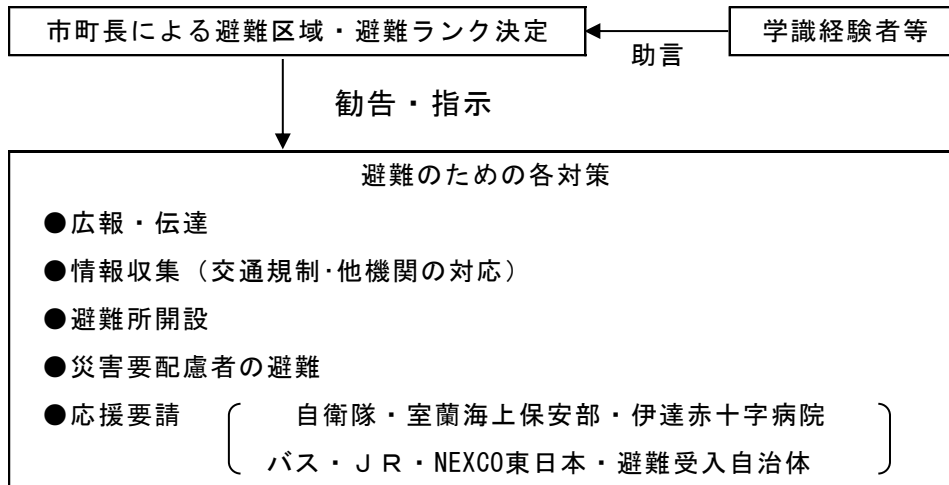 市町長による避難区域・避難ランク決定
学識経験者等
助言
勧告・指示
避難のための各対策
●広報・伝達
●情報収集（交通規制･他機関の対応）
●避難所開設
●災害要配慮者の避難
●応援要請
自衛隊・室蘭海上保安部・伊達赤十字病院
バス・ＪＲ・NEXCO東日本・避難受入自治体